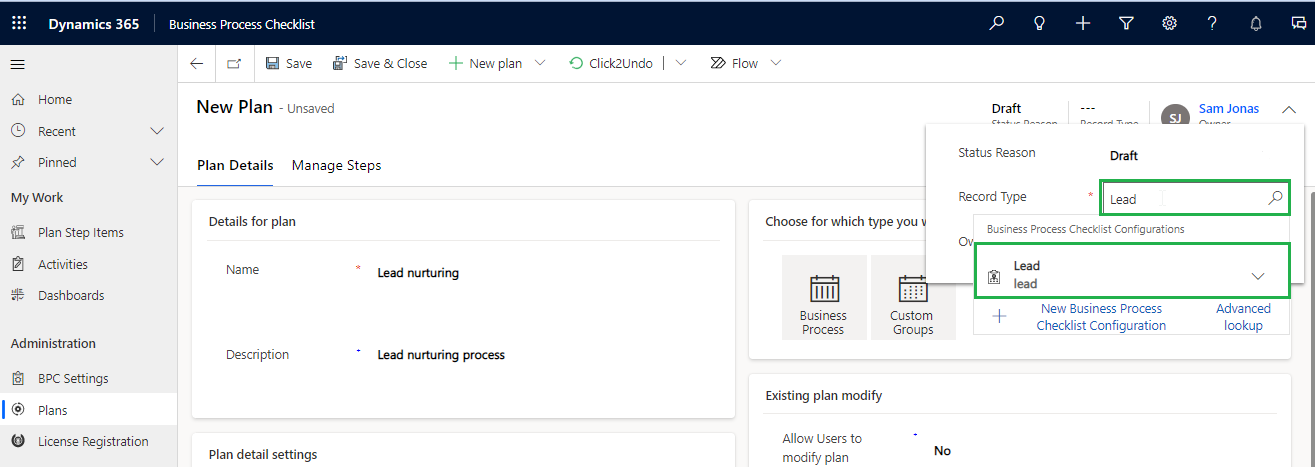 Dynamics 365
Business Process Checklist
Save
Save & Close
New plan
Click2Undo
Flow
Home
Recent
Pinned
My Work
Plan Step Items
Activities
Dashboards
Administration
BPC Settings
Plans
License Registration
New Plan - Unsaved
Draft
Status Reason
---
Record Type
SJ
Sam Jonas
Owner
Plan Details
Manage Steps
Details for plan
Name * Lead nurturing
Description Lead nurturing process
Plan detail settings
Choose for which type you w
Business
Process
Custom
Groups
Status Reason Draft
Record Type * Lead
Ow
Business Process Checklist Configurations
Lead
lead
New Business Process
Checklist Configuration
Advanced
lookup
Existing plan modify
Allow Users to
modify plan
No